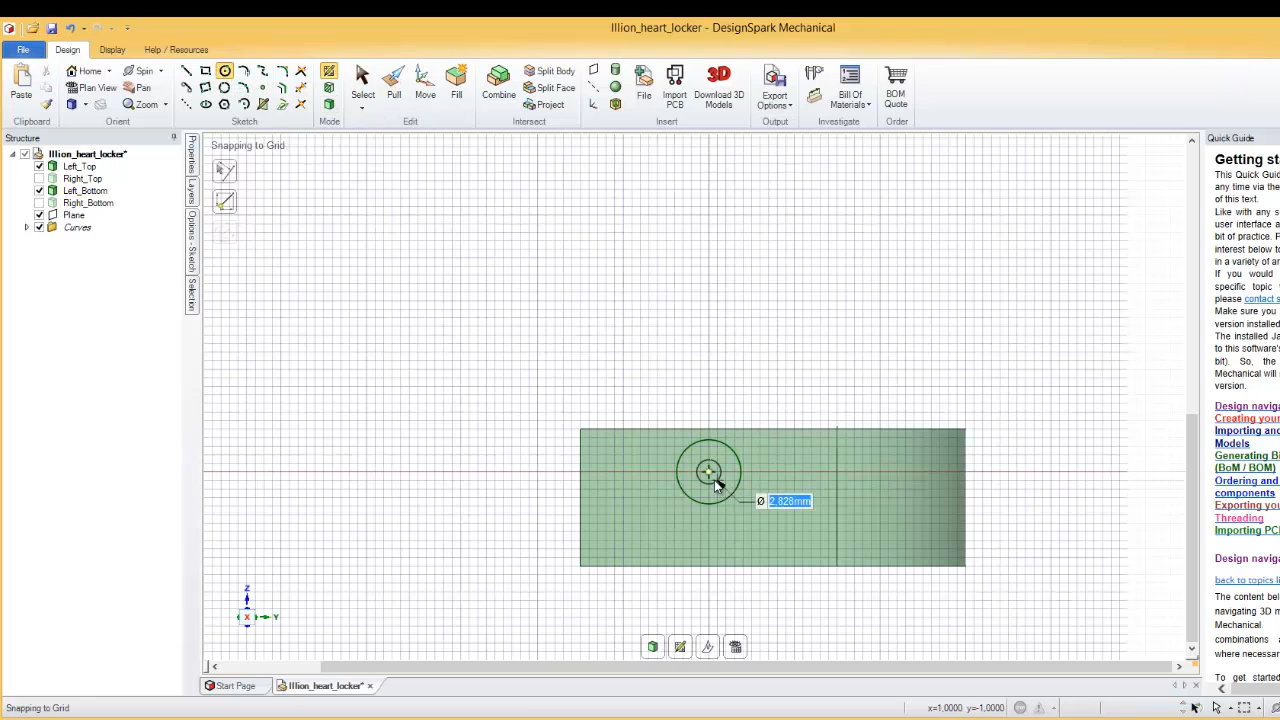 Illion_heart_locker - DesignSpark Mechanical
File
Design
Display
Help / Resources
Paste
Clipboard
Home
Spin
Plan View
Pan
Zoom
Orient
Sketch
Mode
Select
Pull
Move
Fill
Edit
Combine
Split Body
Split Face
Project
Intersect
File
Import PCB
Download 3D Models
Insert
Export Options
Output
Bill Of Materials
Investigate
BOM Quote
Order
Structure
Illion_heart_locker*
Left_Top
Right_Top
Left_Bottom
Right_Bottom
Plane
Curves
Properties
Layers
Options - Sketch
Selection
Snapping to Grid
Ø 2,828mm
Z
X
Y
Quick Guide
Getting st
This Quick Guid
any time via the
of this text.
Like with any s
user interface a
bit of practice. F
interest below to
in a variety of ar
If you would
specific topic
please contact s
Make sure you
version installed
The installed Ja
to this software's
bit). So, the
Mechanical will
version.
Design naviga
Creating your
Importing and
Models
Generating Bi
(BoM / BOM)
Ordering and
components
Exporting you
Threading
Importing PC
Design naviga
back to topics li
The content bel
navigating 3D m
Mechanical.
combinations a
where necessar
To get started
Start Page
Illion_heart_locker*
Snapping to Grid
x=1,0000 y=-1,0000